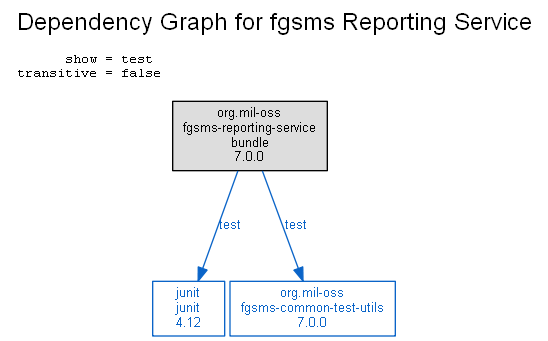 Dependency Graph for fgsms Reporting Service
show = test
transitive = false
org.mil-oss
fgsms-reporting-service
bundle
7.0.0
test
test
junit
junit
4.12
org.mil-oss
fgsms-common-test-utils
7.0.0